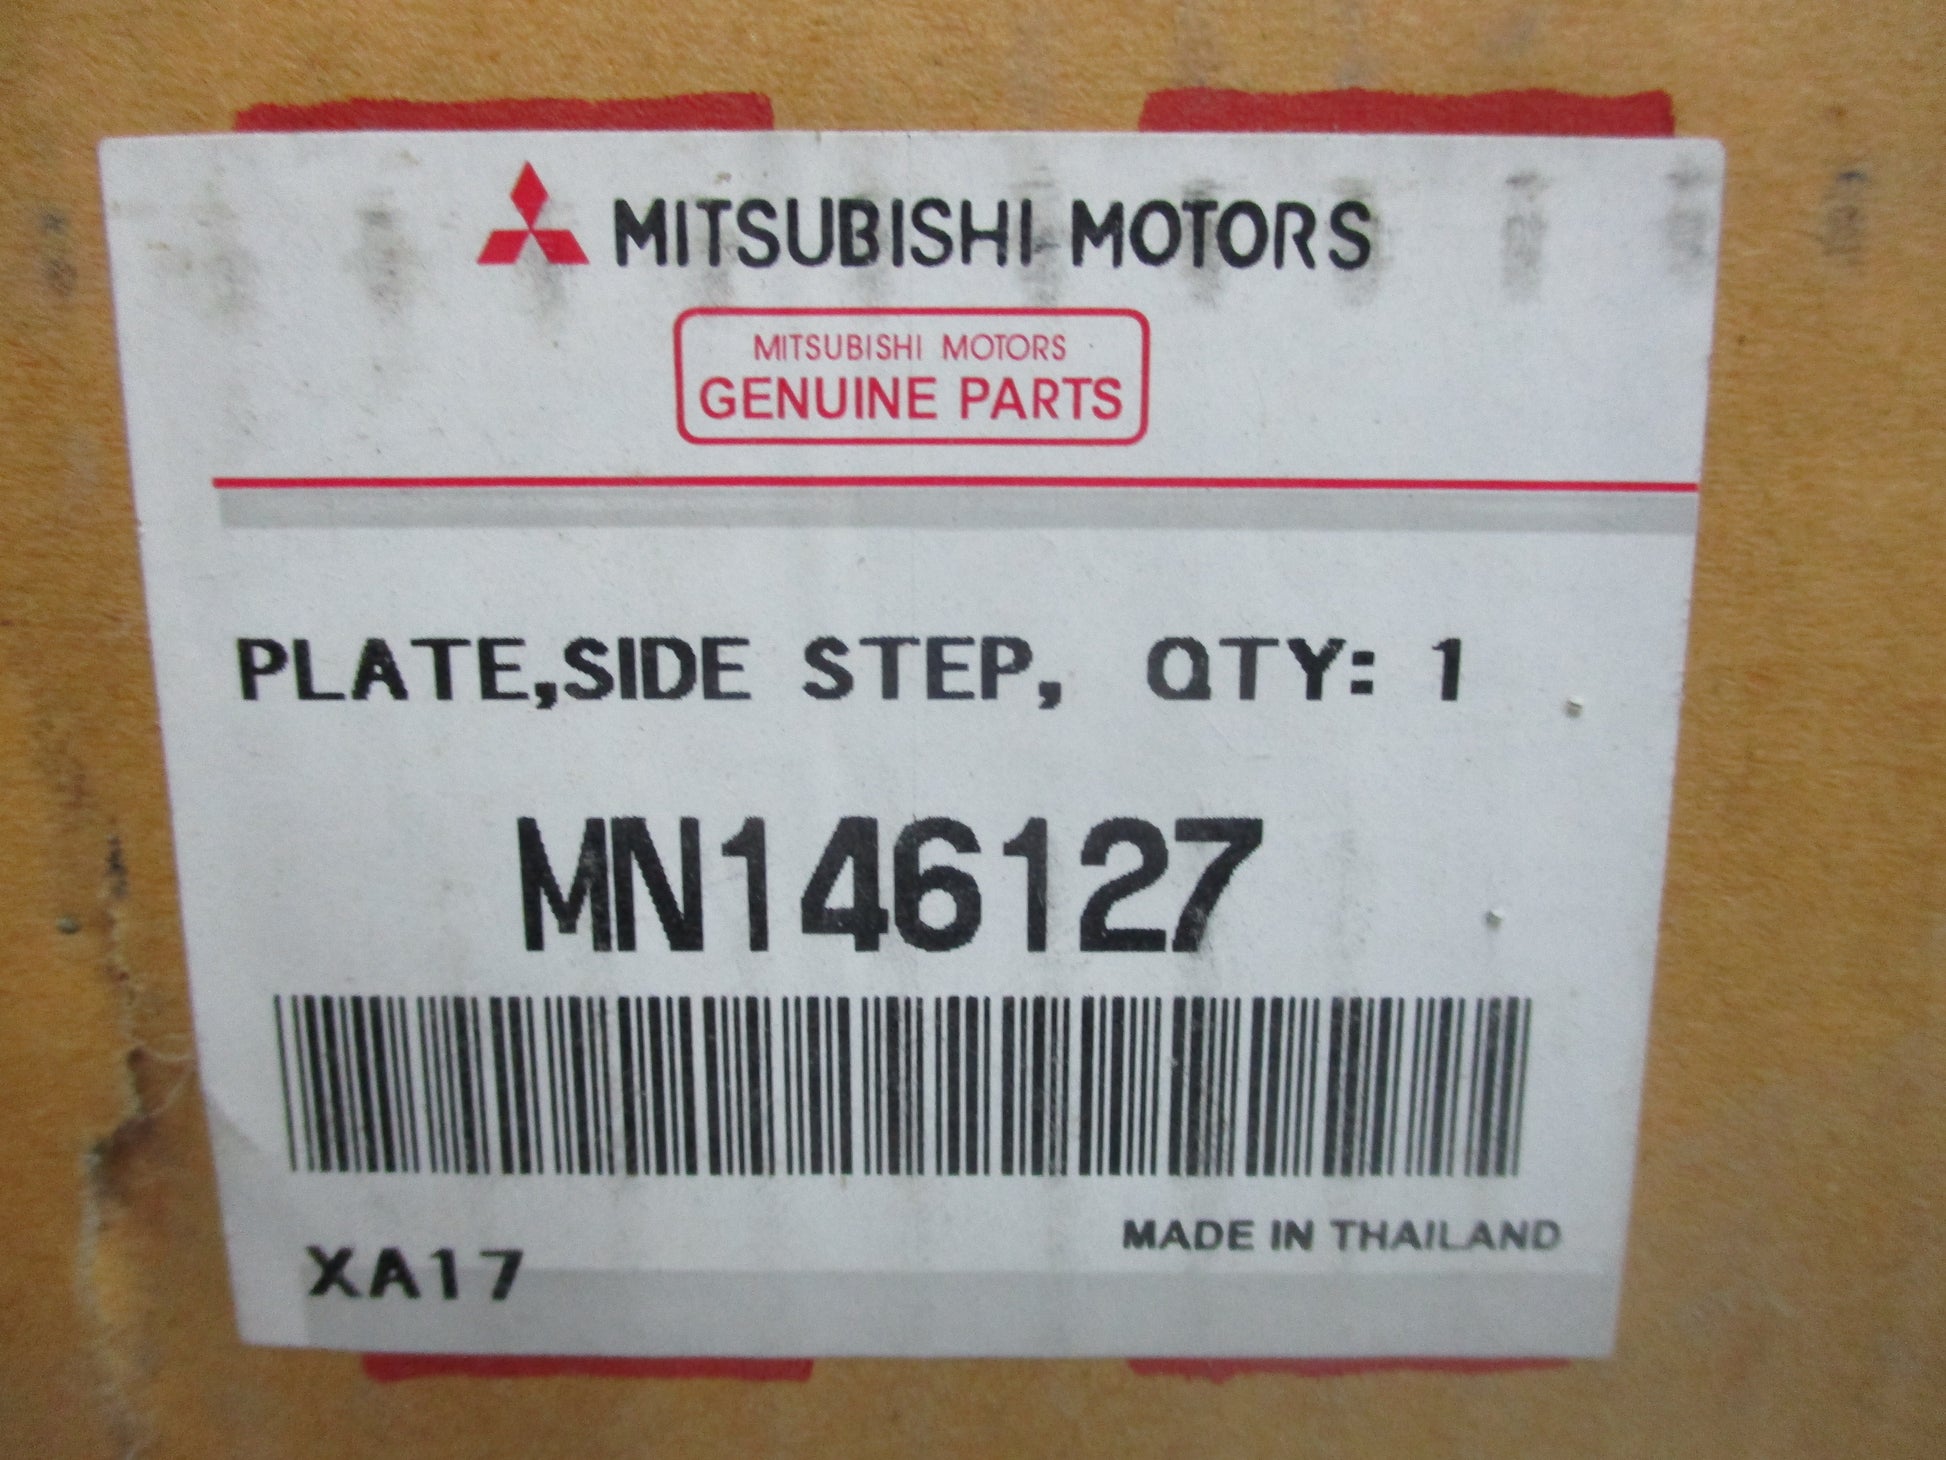 MITSUBISHI MOTORS
MITSUBISHI MOTORS
GENUINE PARTS
PLATE,SIDE STEP, QTY: 1
MN146127
MADE IN THAILAND
XA17